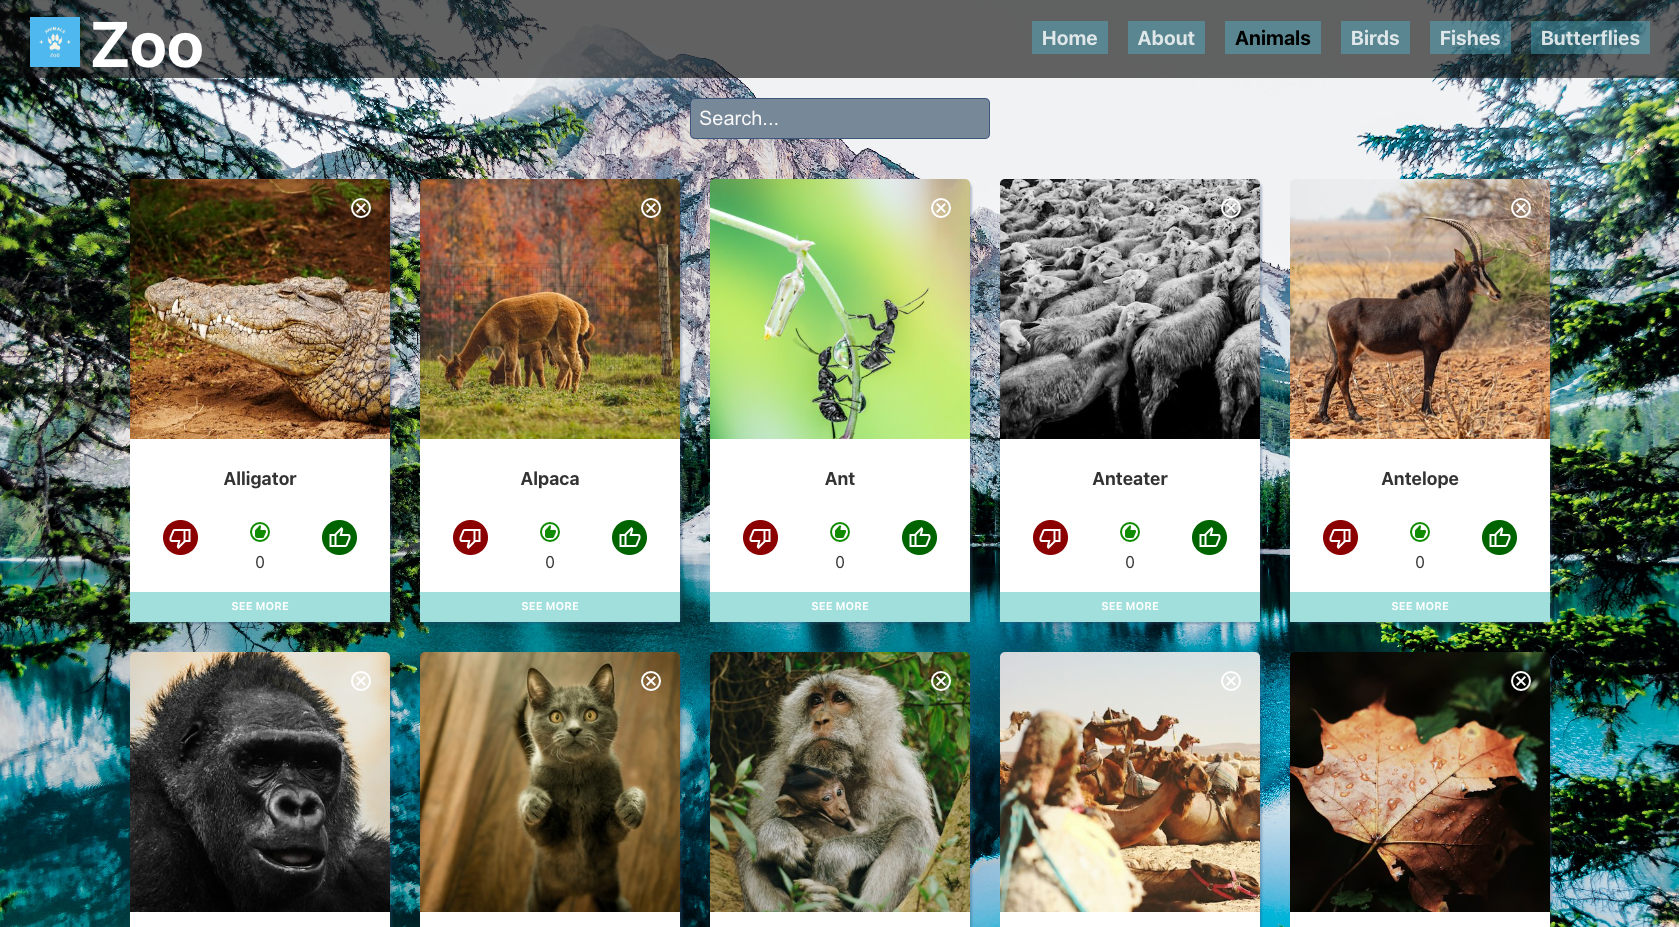 Zoo
Home About Animals Birds Fishes Butterflies
Search...
Alligator Alpaca Ant Anteater Antelope
0 0 0 0 0
SEE MORE SEE MORE SEE MORE SEE MORE SEE MORE